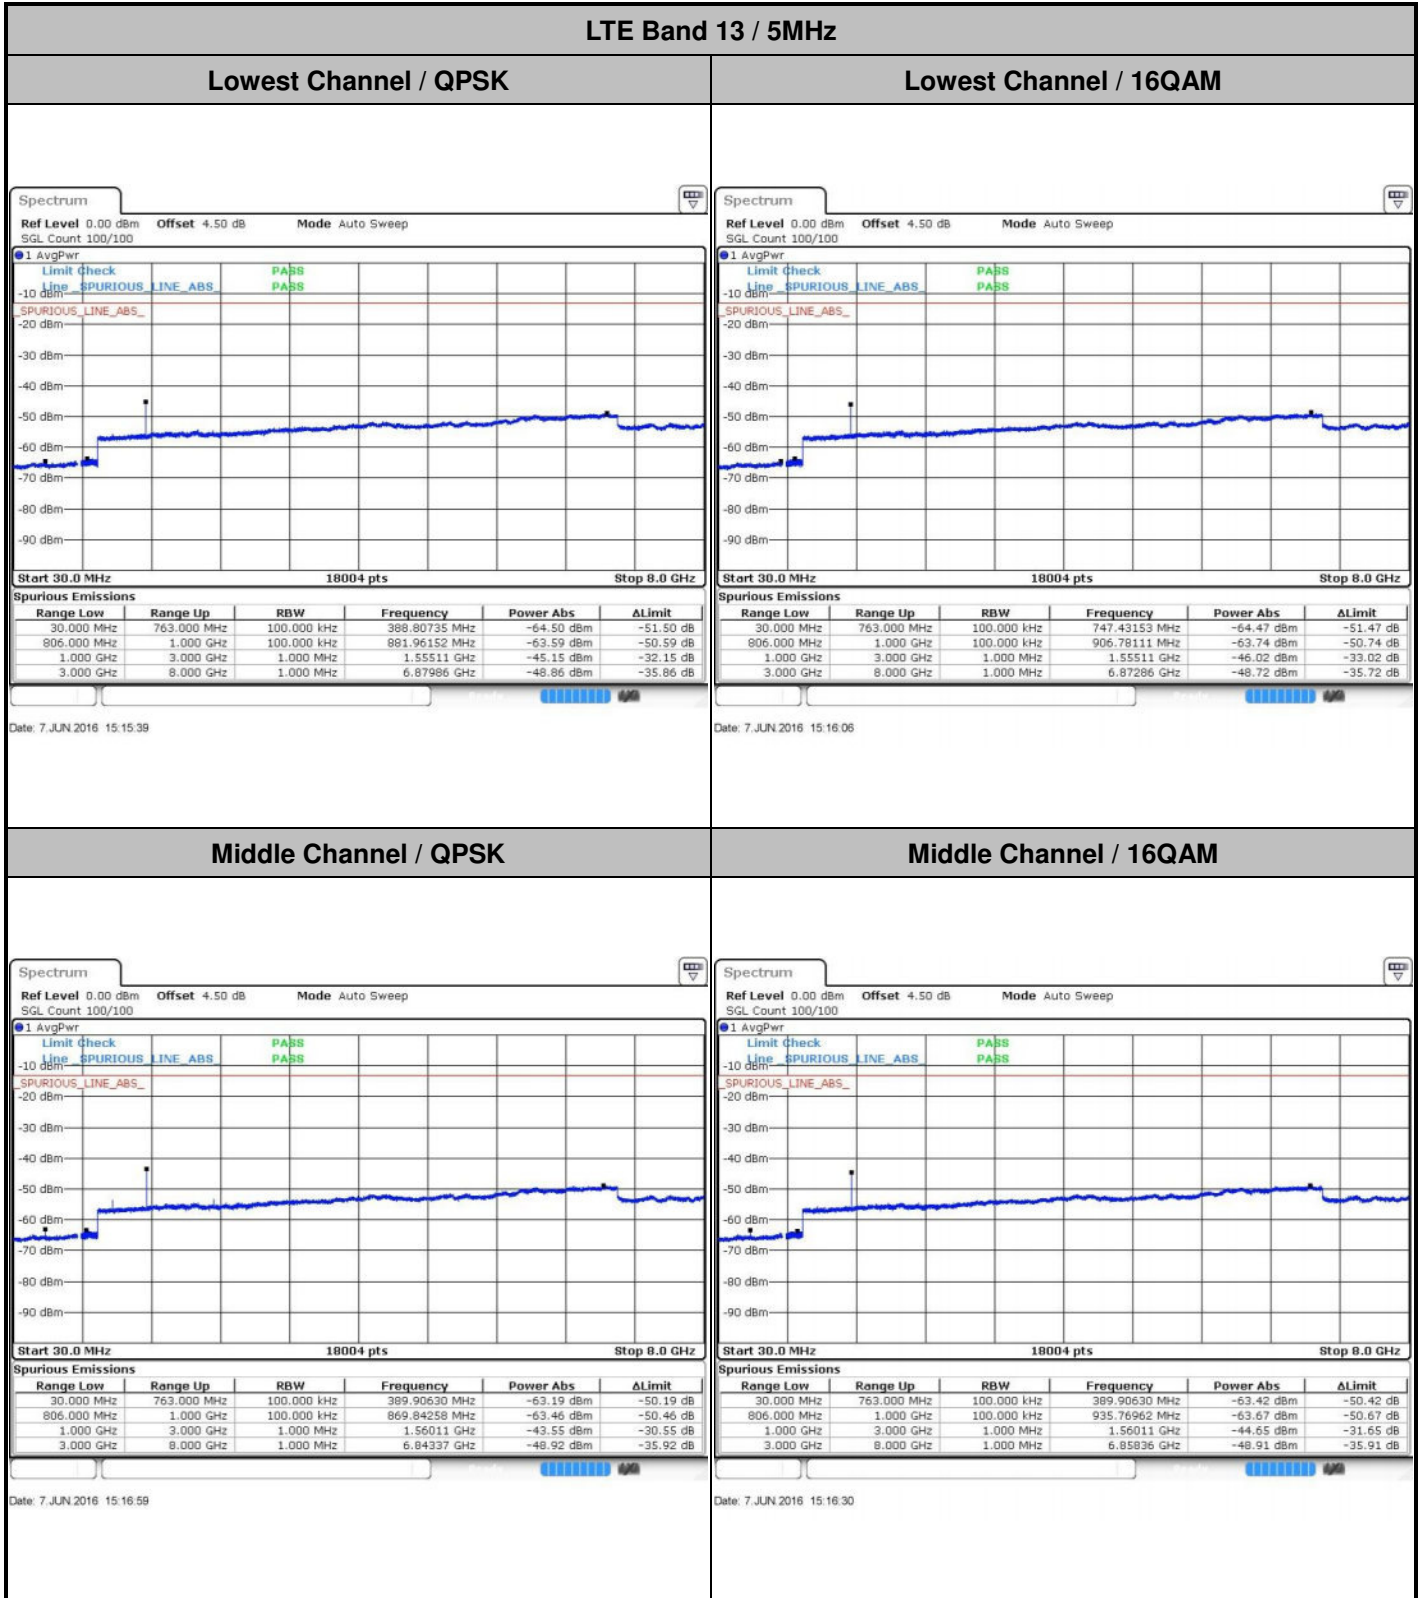 LTE Band 13 / 5MHz
Lowest Channel / QPSK
Lowest Channel / 16QAM
Spectrum
Ref Level 0.00 dBm Offset 4.50 dB Mode Auto Sweep
SGL Count 100/100
1 AvgPwr
Limit Check PASS
Line _SPURIOUS_LINE_ABS_ PASS
-10 dBm
_SPURIOUS_LINE_ABS_
-20 dBm
-30 dBm
-40 dBm
-50 dBm
-60 dBm
-70 dBm
-80 dBm
-90 dBm
Start 30.0 MHz 18004 pts Stop 8.0 GHz
Spurious Emissions
Range Low Range Up RBW Frequency Power Abs ΔLimit
30.000 MHz 763.000 MHz 100.000 kHz 388.80735 MHz -64.50 dBm -51.50 dB
806.000 MHz 1.000 GHz 100.000 kHz 881.96152 MHz -63.59 dBm -50.59 dB
1.000 GHz 3.000 GHz 1.000 MHz 1.55511 GHz -45.15 dBm -32.15 dB
3.000 GHz 8.000 GHz 1.000 MHz 6.87986 GHz -48.86 dBm -35.86 dB
Date: 7.JUN.2016 15:15:39
Spectrum
Ref Level 0.00 dBm Offset 4.50 dB Mode Auto Sweep
SGL Count 100/100
1 AvgPwr
Limit Check PASS
Line _SPURIOUS_LINE_ABS_ PASS
-10 dBm
_SPURIOUS_LINE_ABS_
-20 dBm
-30 dBm
-40 dBm
-50 dBm
-60 dBm
-70 dBm
-80 dBm
-90 dBm
Start 30.0 MHz 18004 pts Stop 8.0 GHz
Spurious Emissions
Range Low Range Up RBW Frequency Power Abs ΔLimit
30.000 MHz 763.000 MHz 100.000 kHz 747.43153 MHz -64.47 dBm -51.47 dB
806.000 MHz 1.000 GHz 100.000 kHz 906.78111 MHz -63.74 dBm -50.74 dB
1.000 GHz 3.000 GHz 1.000 MHz 1.55511 GHz -46.02 dBm -33.02 dB
3.000 GHz 8.000 GHz 1.000 MHz 6.87286 GHz -48.72 dBm -35.72 dB
Date: 7.JUN.2016 15:16:06
Middle Channel / QPSK
Middle Channel / 16QAM
Spectrum
Ref Level 0.00 dBm Offset 4.50 dB Mode Auto Sweep
SGL Count 100/100
1 AvgPwr
Limit Check PASS
Line _SPURIOUS_LINE_ABS_ PASS
-10 dBm
_SPURIOUS_LINE_ABS_
-20 dBm
-30 dBm
-40 dBm
-50 dBm
-60 dBm
-70 dBm
-80 dBm
-90 dBm
Start 30.0 MHz 18004 pts Stop 8.0 GHz
Spurious Emissions
Range Low Range Up RBW Frequency Power Abs ΔLimit
30.000 MHz 763.000 MHz 100.000 kHz 389.90630 MHz -63.19 dBm -50.19 dB
806.000 MHz 1.000 GHz 100.000 kHz 869.84258 MHz -63.46 dBm -50.46 dB
1.000 GHz 3.000 GHz 1.000 MHz 1.56011 GHz -43.55 dBm -30.55 dB
3.000 GHz 8.000 GHz 1.000 MHz 6.84337 GHz -48.92 dBm -35.92 dB
Date: 7.JUN.2016 15:16:59
Spectrum
Ref Level 0.00 dBm Offset 4.50 dB Mode Auto Sweep
SGL Count 100/100
1 AvgPwr
Limit Check PASS
Line _SPURIOUS_LINE_ABS_ PASS
-10 dBm
_SPURIOUS_LINE_ABS_
-20 dBm
-30 dBm
-40 dBm
-50 dBm
-60 dBm
-70 dBm
-80 dBm
-90 dBm
Start 30.0 MHz 18004 pts Stop 8.0 GHz
Spurious Emissions
Range Low Range Up RBW Frequency Power Abs ΔLimit
30.000 MHz 763.000 MHz 100.000 kHz 389.90630 MHz -63.42 dBm -50.42 dB
806.000 MHz 1.000 GHz 100.000 kHz 935.76962 MHz -63.67 dBm -50.67 dB
1.000 GHz 3.000 GHz 1.000 MHz 1.56011 GHz -44.65 dBm -31.65 dB
3.000 GHz 8.000 GHz 1.000 MHz 6.85836 GHz -48.91 dBm -35.91 dB
Date: 7.JUN.2016 15:16:30